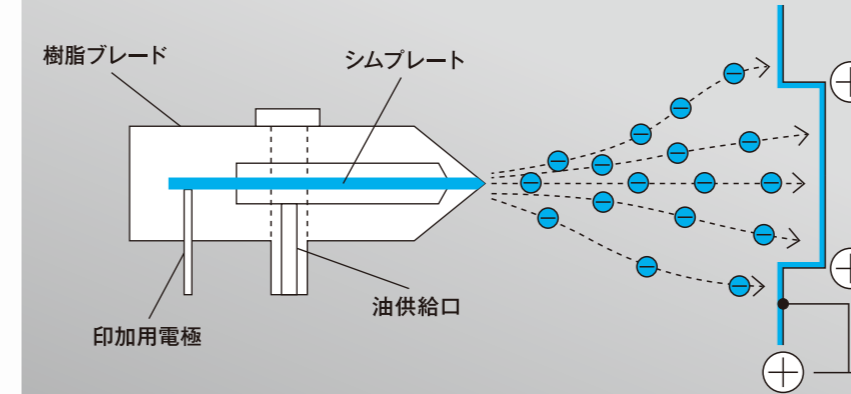 樹脂ブレード
シムプレート
油供給口
印加用電極